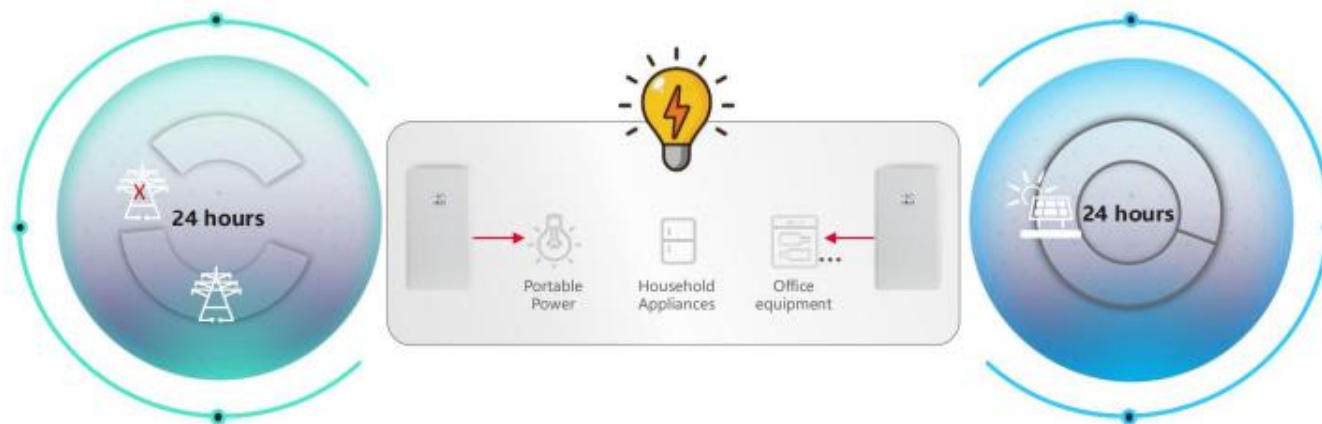 X
24 hours
Portable
Power
Household
Appliances
Office
equipment
...
24 hours